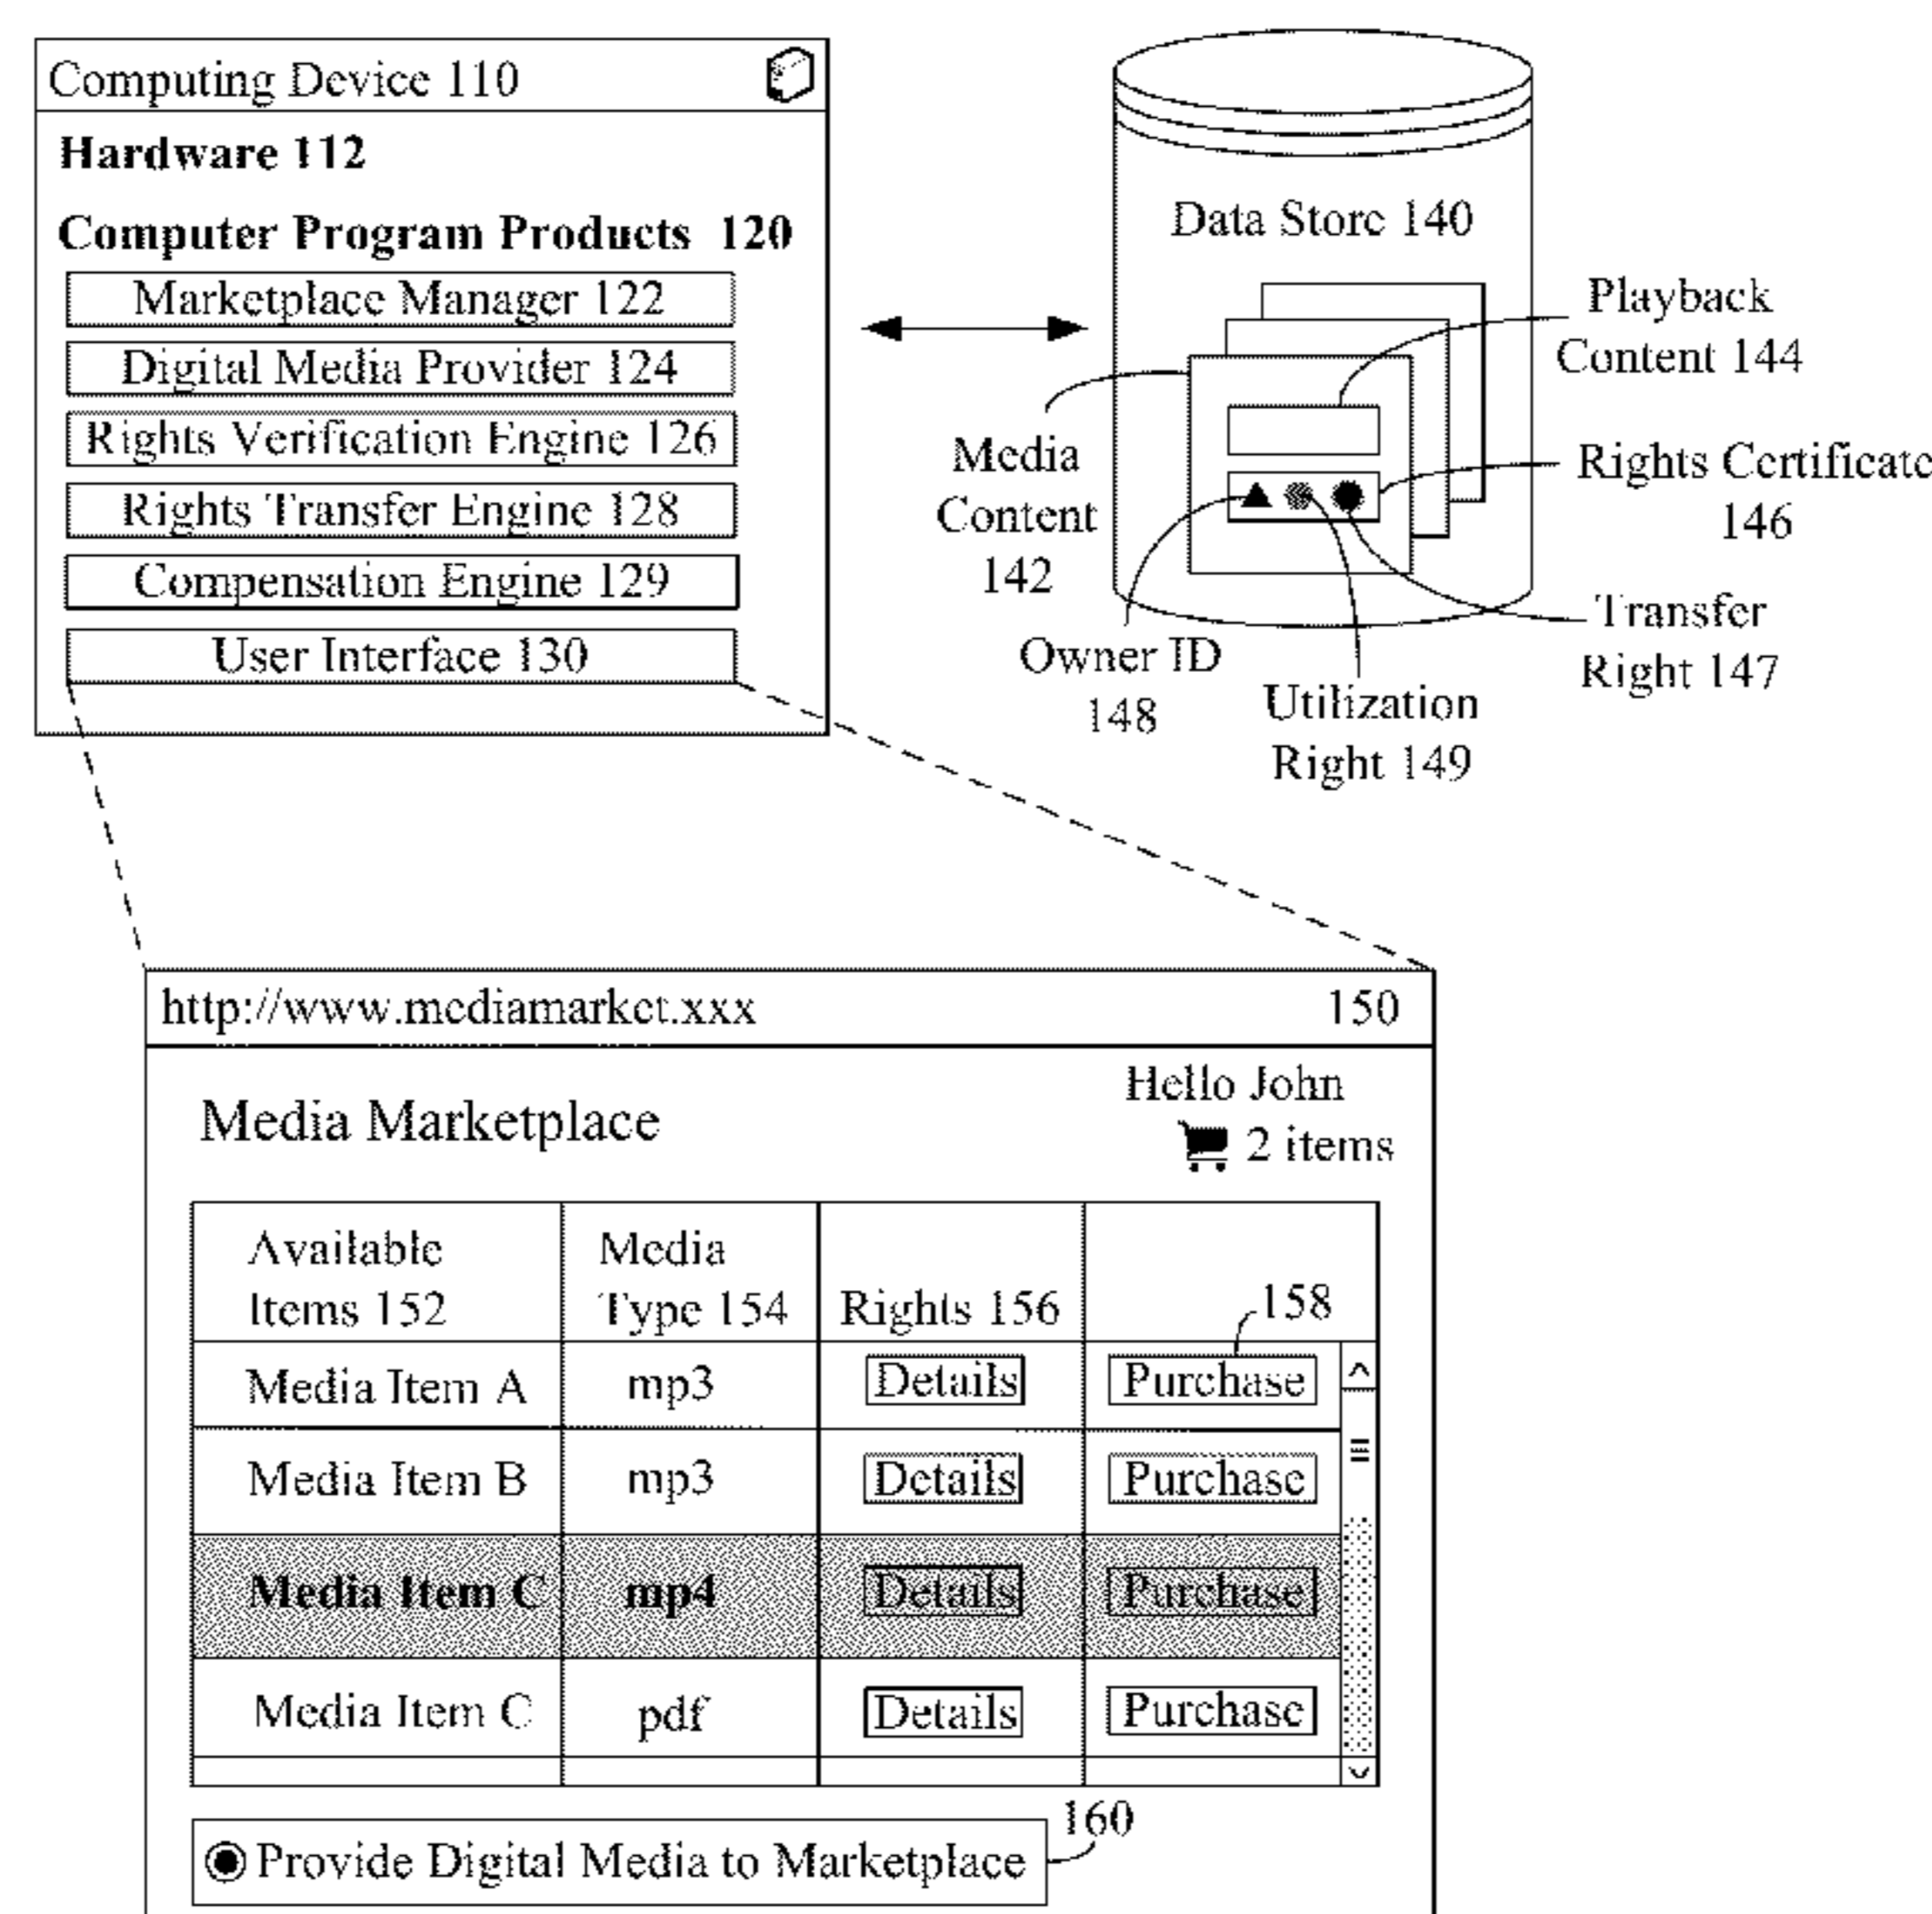 Computing Device 110
Hardware 112
Computer Program Products 120
Marketplace Manager 122
Digital Media Provider 124
Rights Verification Engine 126
Rights Transfer Engine 128
Compensation Engine 129
User Interface 130
Data Store 140
Playback
Content 144
Media
Content
142
Rights Certificate
146
Transfer
Right 147
Owner ID
148
Utilization
Right 149
http://www.mediamarket.xxx 150
Hello John
Media Marketplace
2 items
Available
Items 152
Media
Type 154
Rights 156
158
Media Item A mp3 Details Purchase
Media Item B mp3 Details Purchase
Media Item C mp4 Details Purchase
Media Item C pdf Details Purchase
160
Provide Digital Media to Marketplace